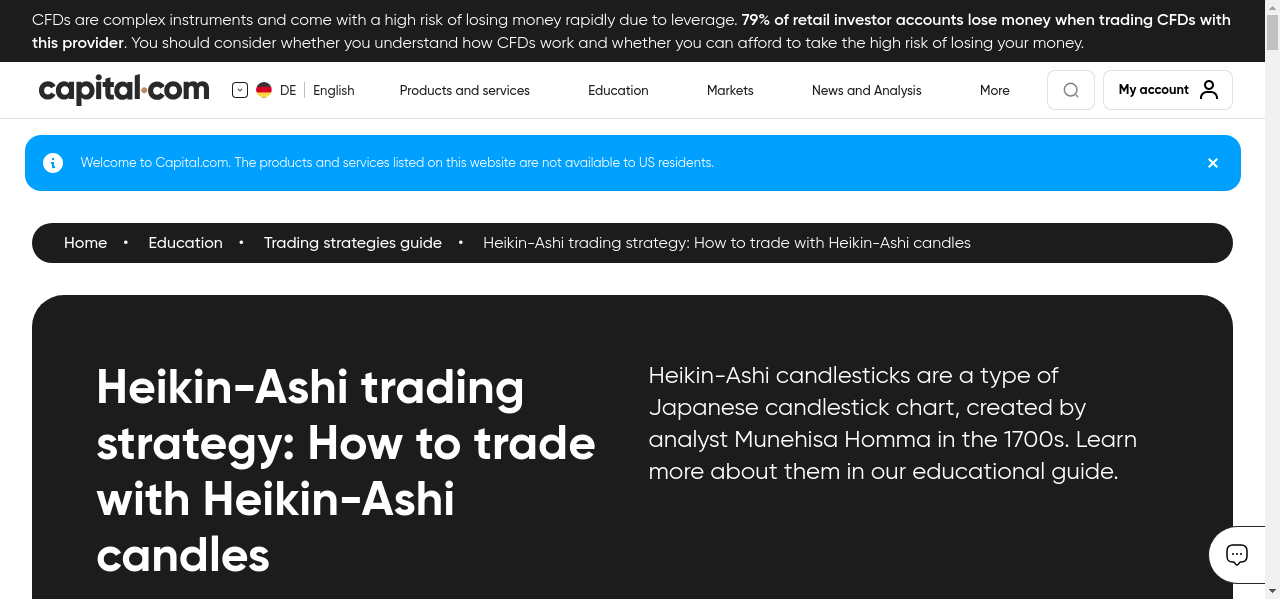 CFDs are complex instruments and come with a high risk of losing money rapidly due to leverage. 79% of retail investor accounts lose money when trading CFDs with
this provider. You should consider whether you understand how CFDs work and whether you can afford to take the high risk of losing your money.
capital.com
DE English
Products and services
Education
Markets
News and Analysis
More
My account
Welcome to Capital.com. The products and services listed on this website are not available to US residents.
Home • Education • Trading strategies guide • Heikin-Ashi trading strategy: How to trade with Heikin-Ashi candles
Heikin-Ashi trading
strategy: How to trade
with Heikin-Ashi
candles
Heikin-Ashi candlesticks are a type of
Japanese candlestick chart, created by
analyst Munehisa Homma in the 1700s. Learn
more about them in our educational guide.